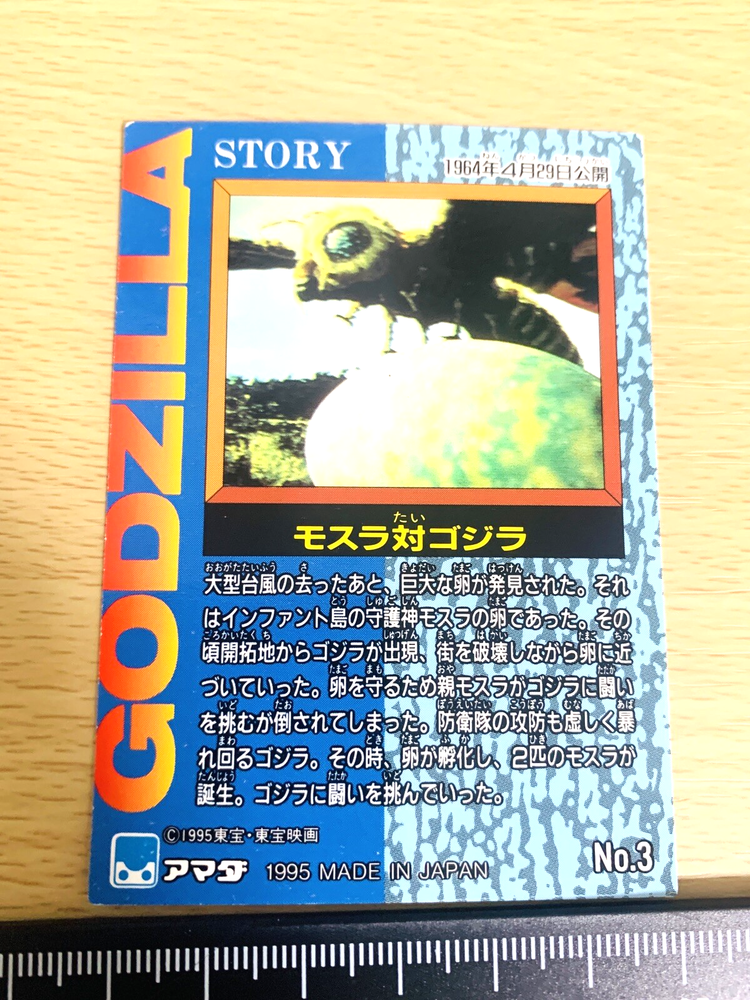 GODZILLA
STORY
1964年4月29日公開
モスラ対ゴジラ
大型台風の去ったあと、巨大な卵が発見された。それ
はインファント島の守護神モスラの卵であった。その
頃開拓地からゴジラが出現、街を破壊しながら卵に近
づいていった。卵を守るため親モスラがゴジラに闘い
を挑むが倒されてしまった。防衛隊の攻防も虚しく暴
れ回るゴジラ。その時、卵が孵化し、2匹のモスラが
誕生。ゴジラに闘いを挑んでいった。
©1995東宝・東宝映画
アマダ 1995 MADE IN JAPAN
No.3